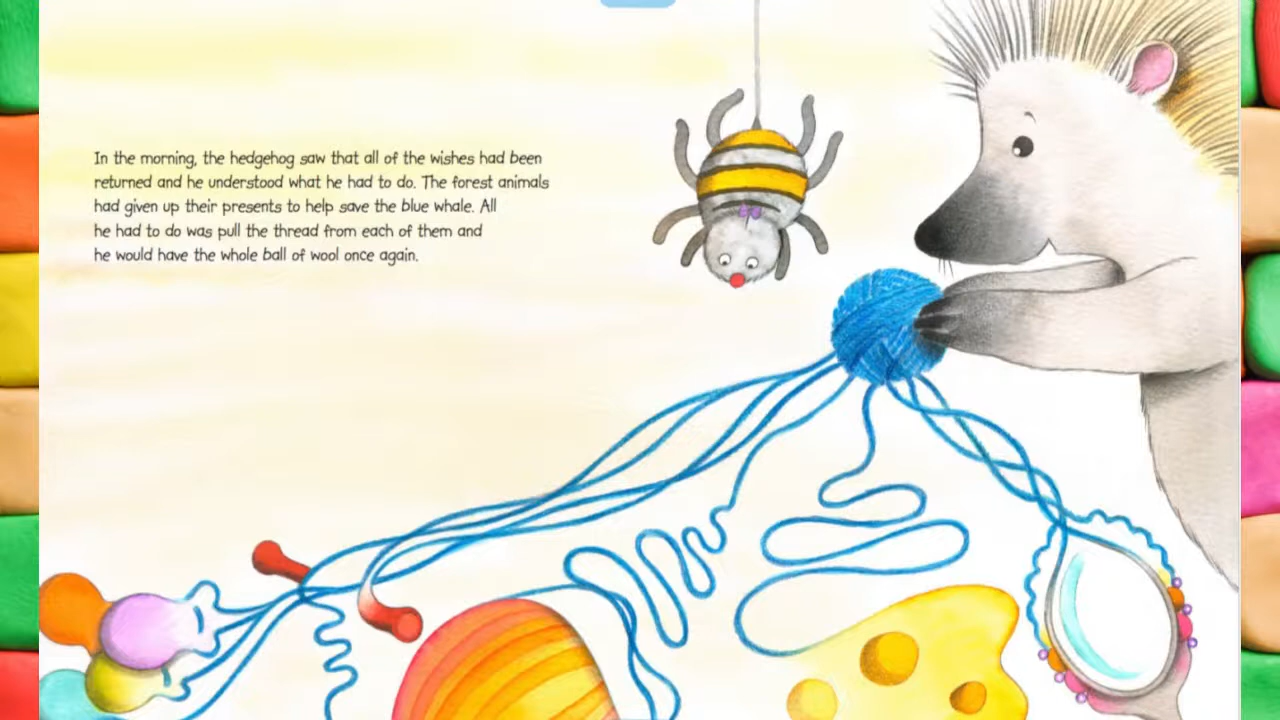 In the morning, the hedgehog saw that all of the wishes had been
returned and he understood what he had to do. The forest animals
had given up their presents to help save the blue whale. All
he had to do was pull the thread from each of them and
he would have the whole ball of wool once again.